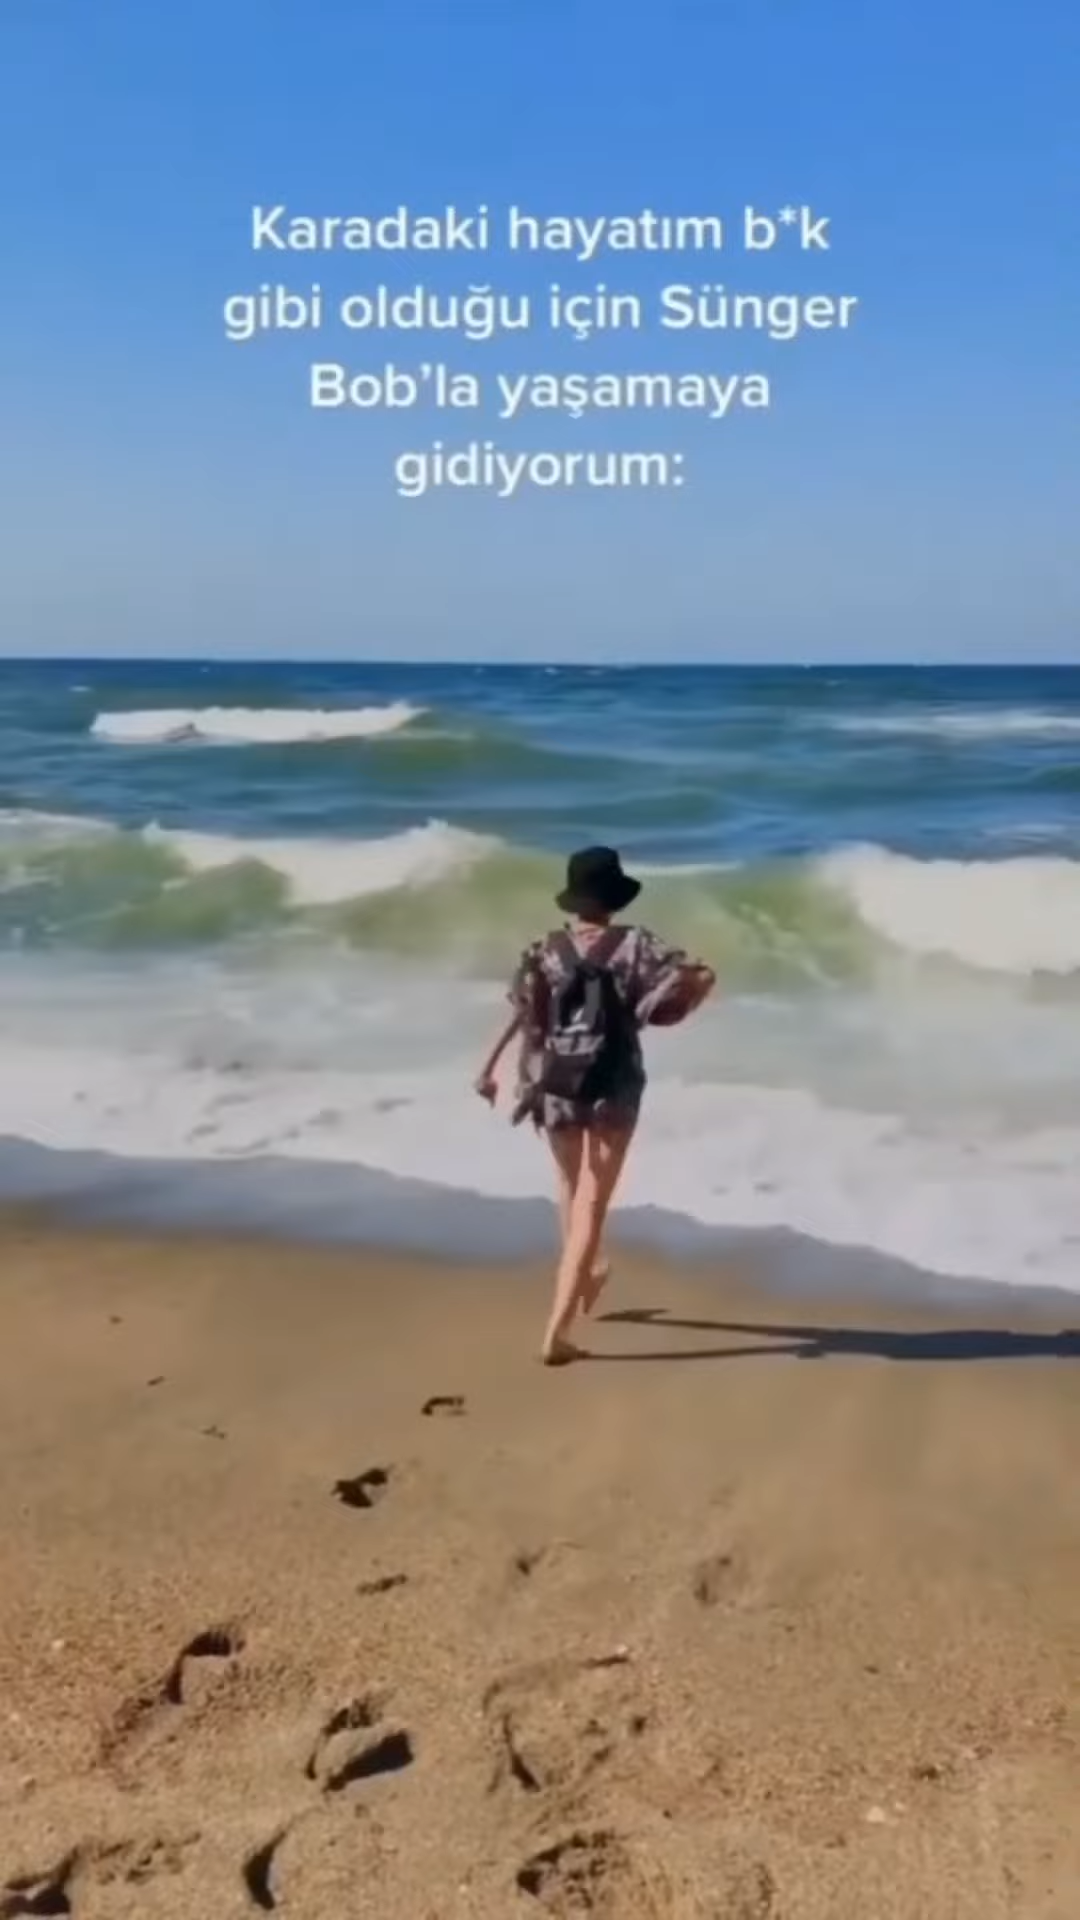 Karadaki hayatım b*k
gibi olduğu için Sünger
Bob’la yaşamaya
gidiyorum: